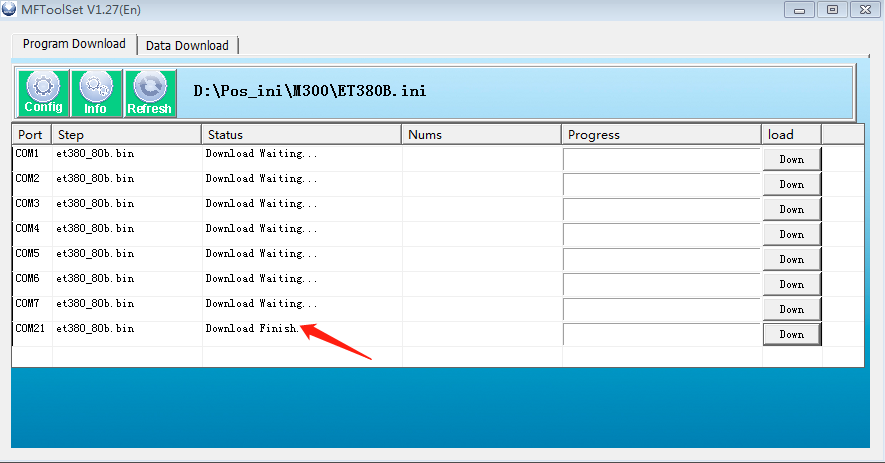 MFToolSet V1.27(En)
Program Download Data Download
Config Info Refresh D:\Pos_ini\M300\ET380B.ini
Port Step Status Nums Progress load
COM1 et380_80b.bin Download Waiting... Down
COM2 et380_80b.bin Download Waiting... Down
COM3 et380_80b.bin Download Waiting... Down
COM4 et380_80b.bin Download Waiting... Down
COM5 et380_80b.bin Download Waiting... Down
COM6 et380_80b.bin Download Waiting... Down
COM7 et380_80b.bin Download Waiting... Down
COM21 et380_80b.bin Download Finish. Down